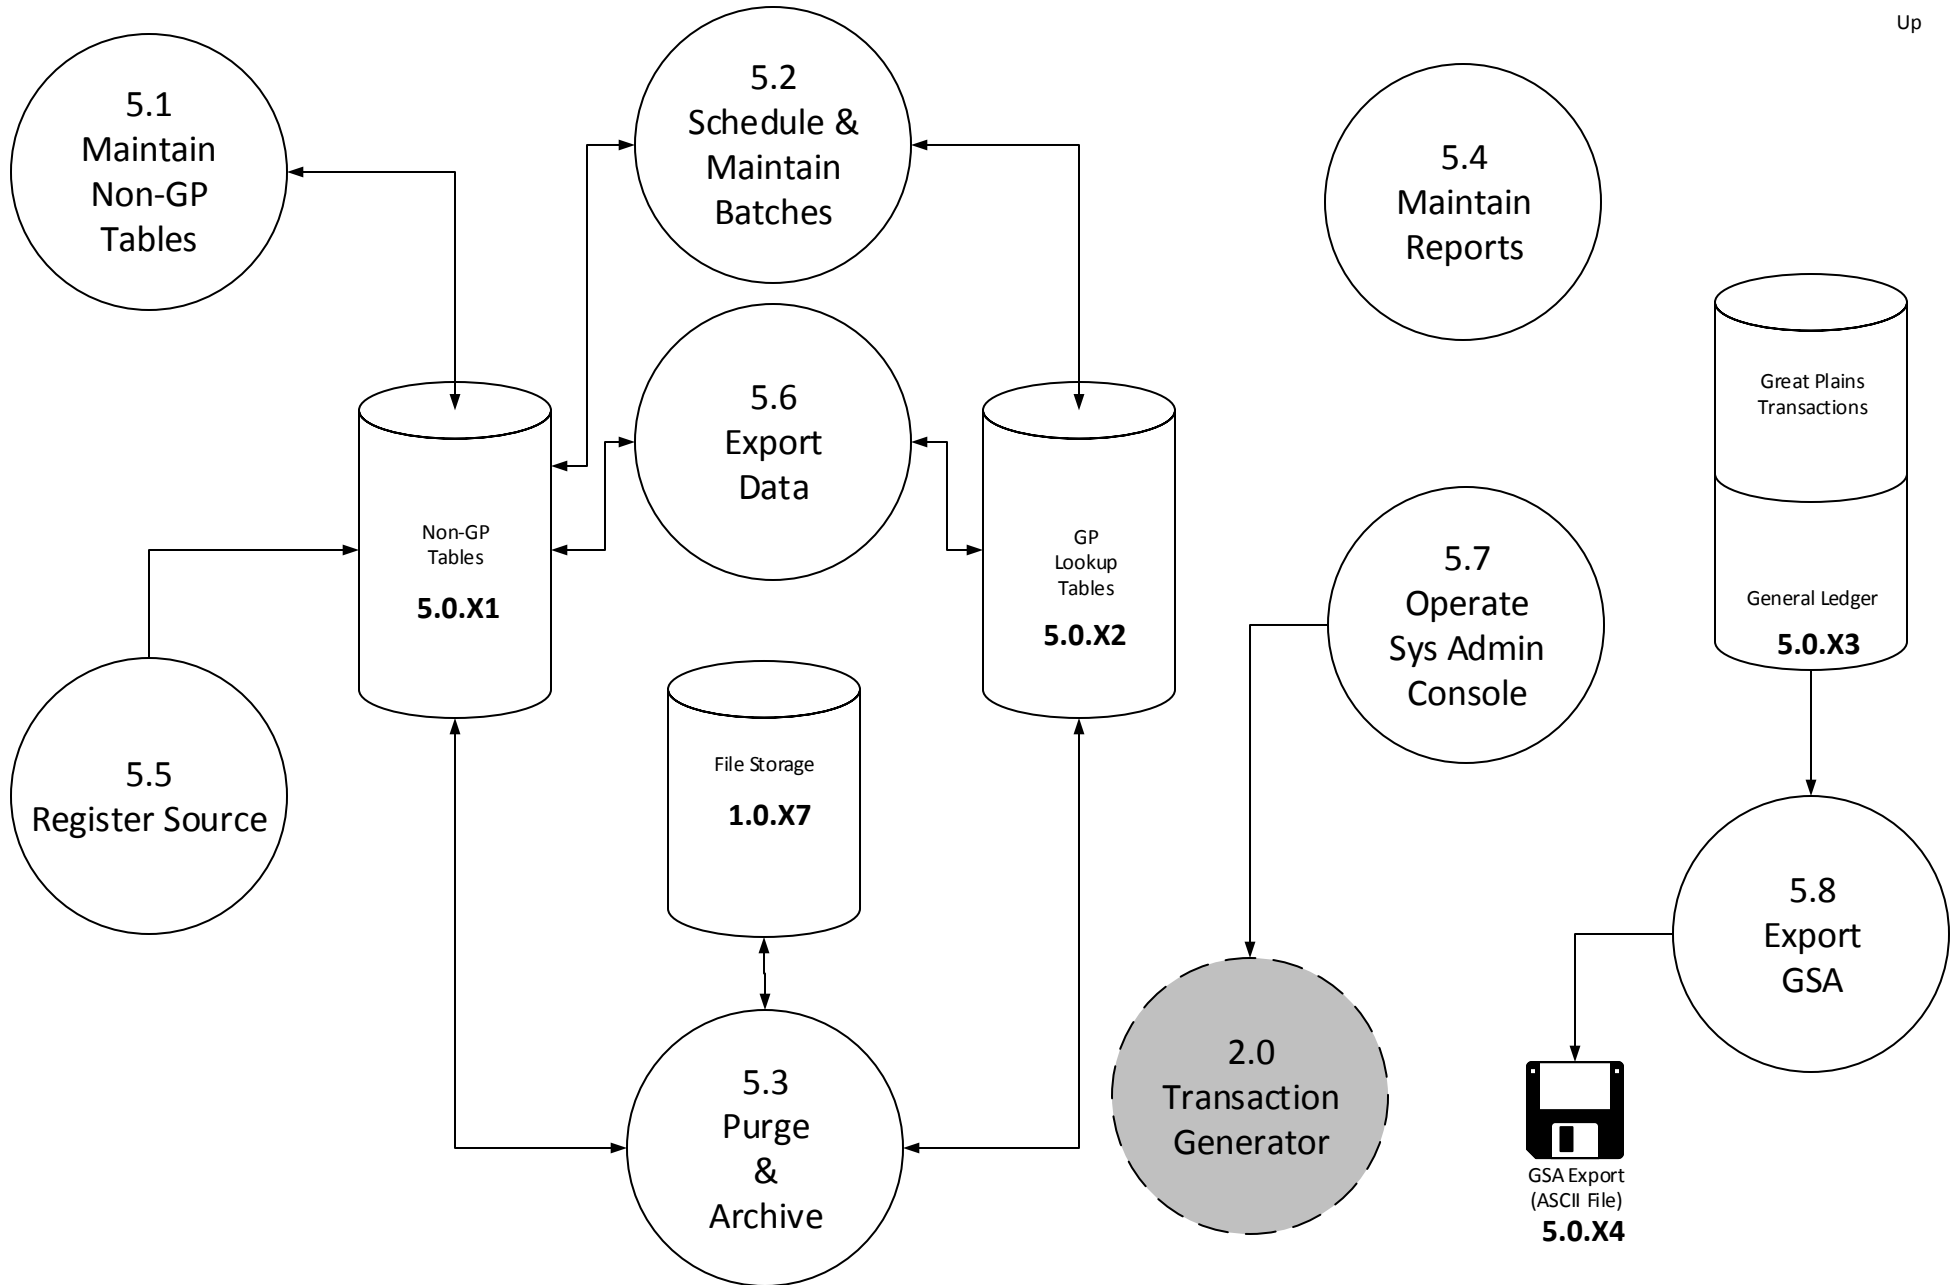 Up
5.1
Maintain
Non-GP
Tables
5.2
Schedule &
Maintain
Batches
5.4
Maintain
Reports
Great Plains
Transactions
General Ledger
5.0.X3
5.6
Export
Data
Non-GP
Tables
5.0.X1
GP
Lookup
Tables
5.0.X2
5.7
Operate
Sys Admin
Console
5.5
Register Source
File Storage
1.0.X7
5.8
Export
GSA
5.3
Purge
&
Archive
2.0
Transaction
Generator
GSA Export
(ASCII File)
5.0.X4